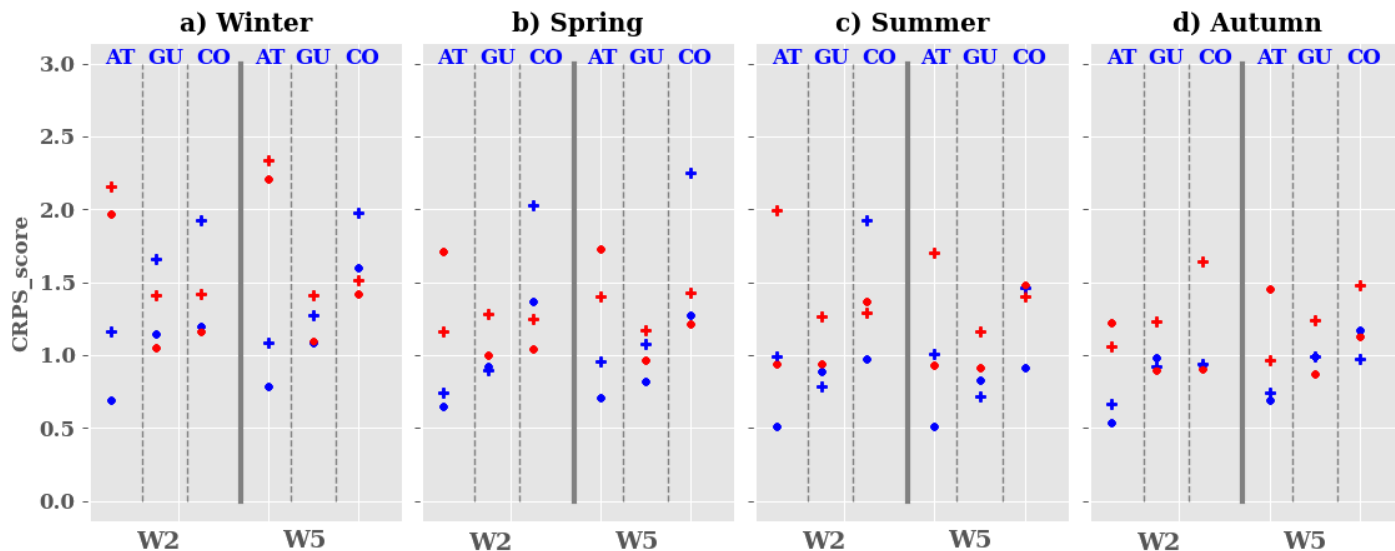 a) Winter b) Spring c) Summer d) Autumn
AT GU CO AT GU CO AT GU CO AT GU CO AT GU CO AT GU CO AT GU CO AT GU CO
3.0
2.5
2.0
1.5
1.0
0.5
0.0
CRPS_score
W2 W5 W2 W5 W2 W5 W2 W5